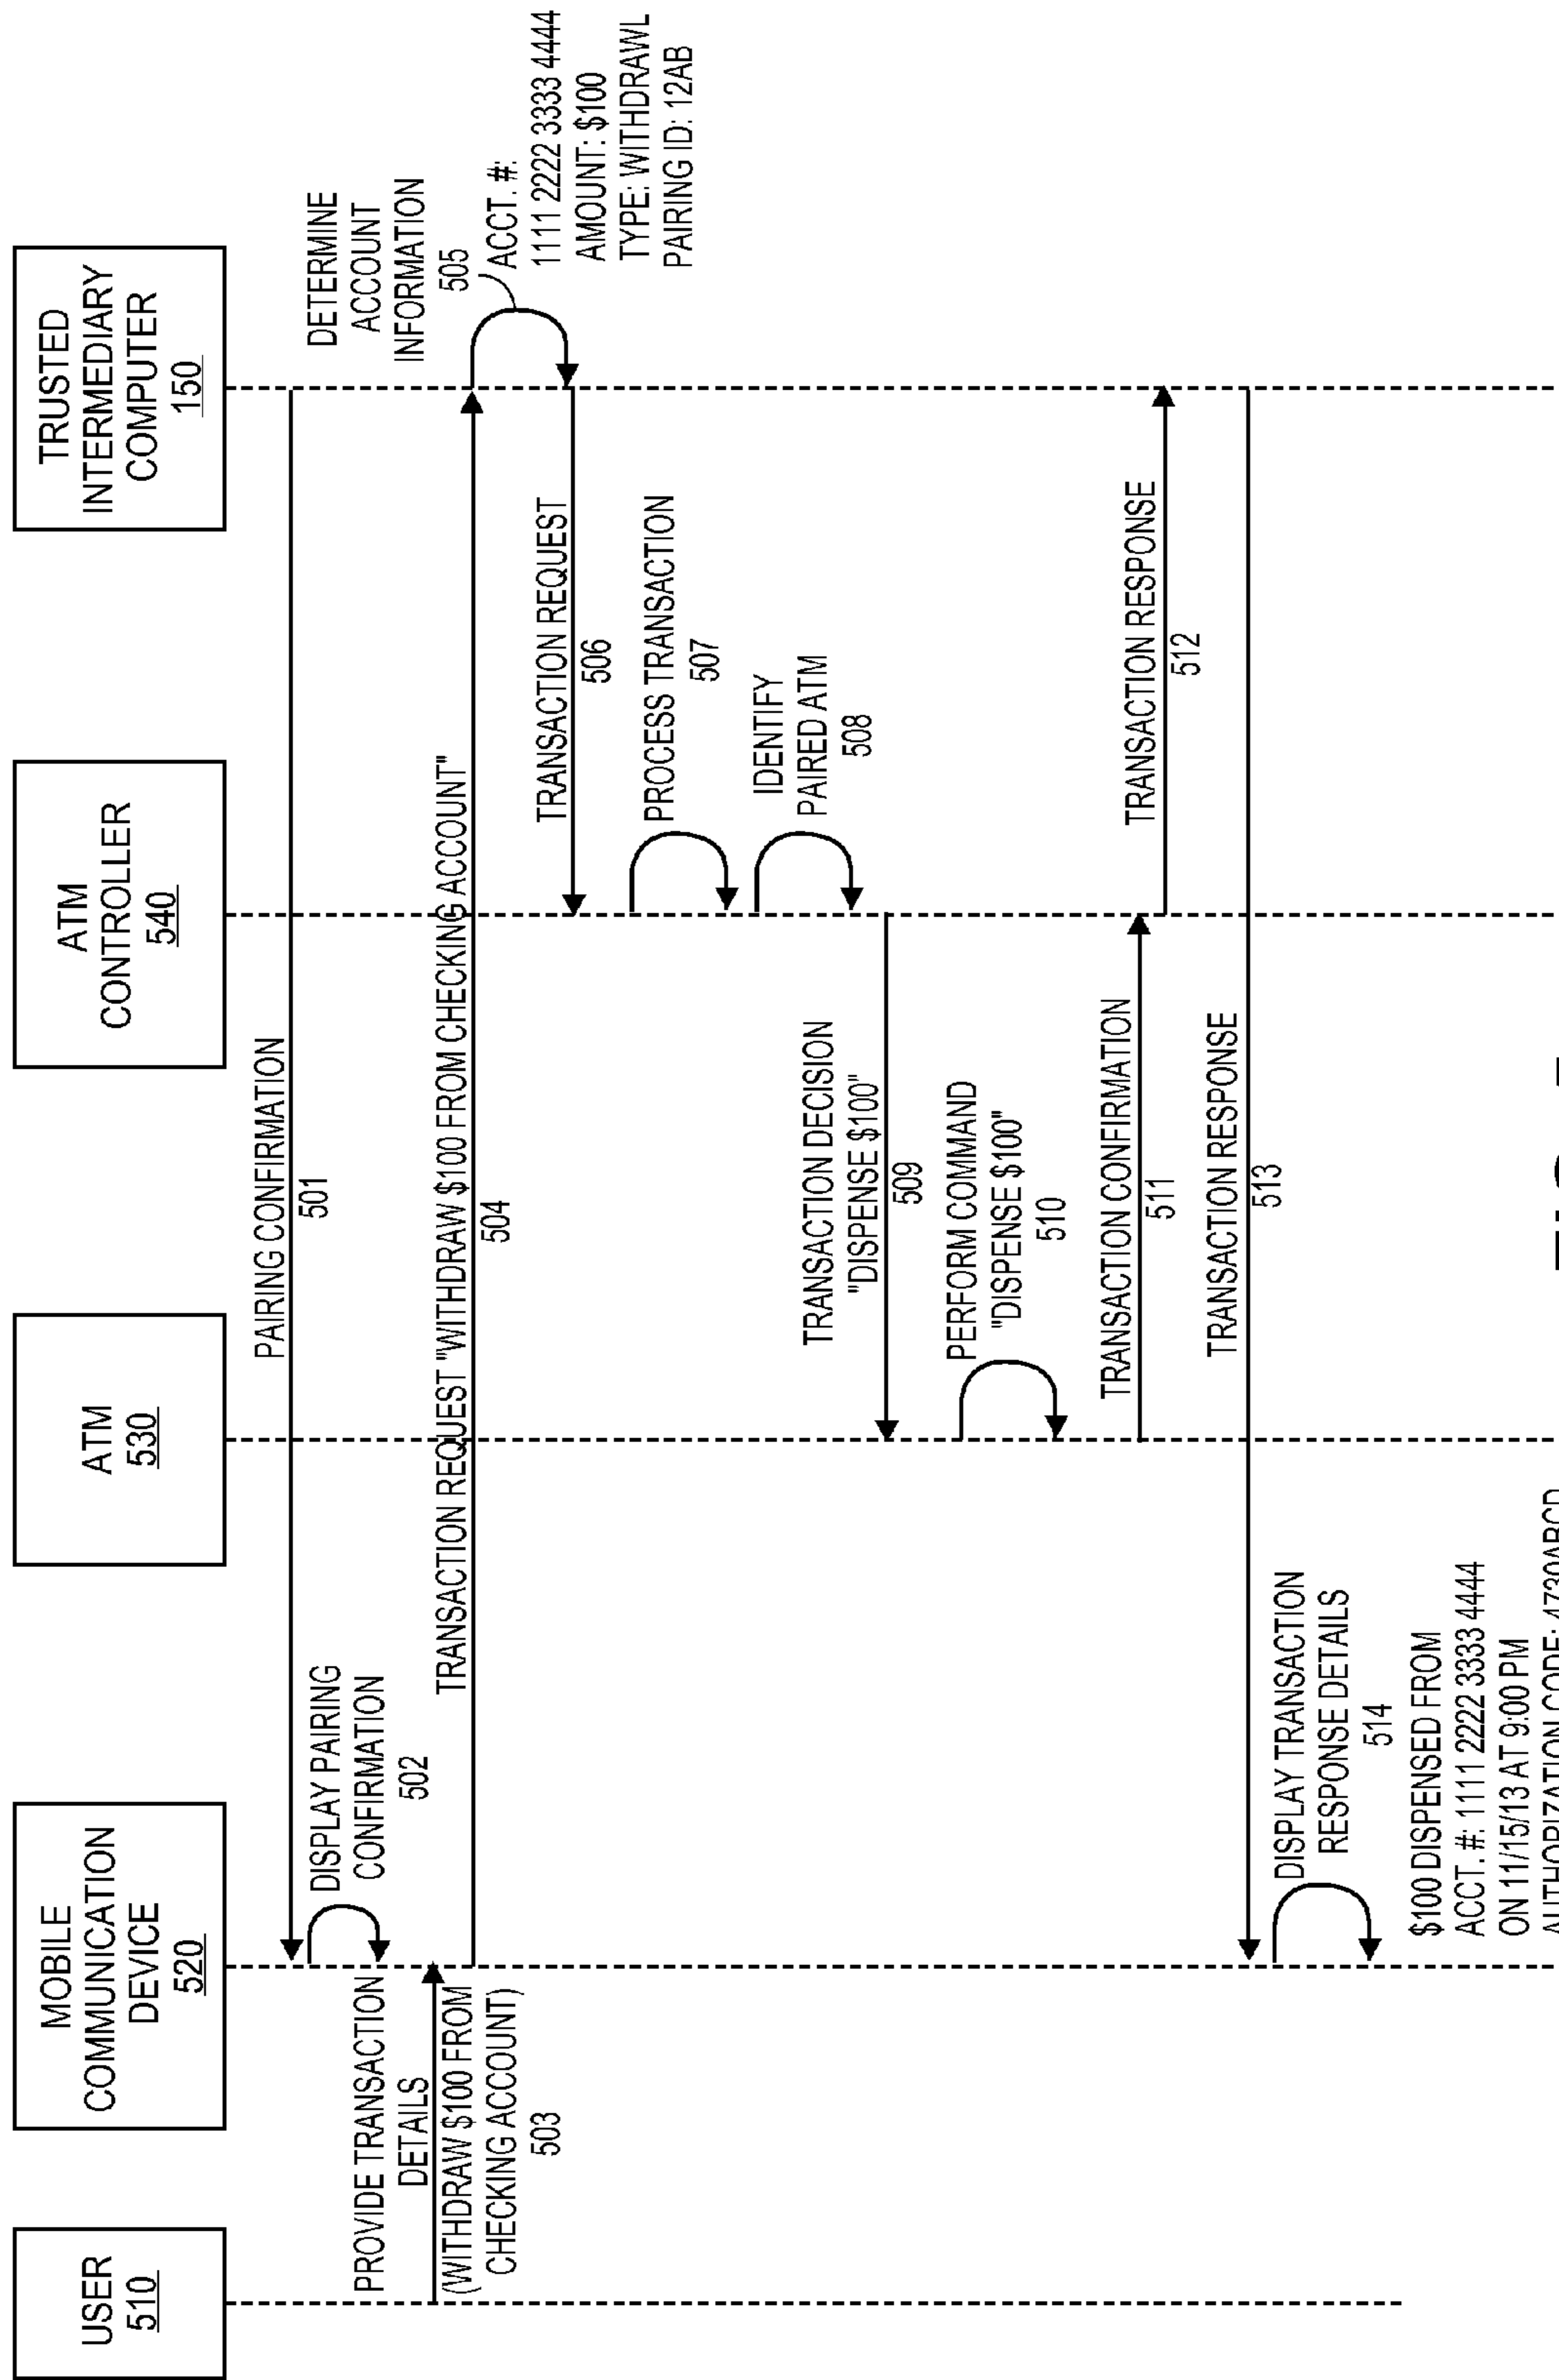 USER
510
MOBILE
COMMUNICATION
DEVICE
520
ATM
530
ATM
CONTROLLER
540
TRUSTED
INTERMEDIARY
COMPUTER
150
PAIRING CONFIRMATION
501
DISPLAY PAIRING
CONFIRMATION
502
PROVIDE TRANSACTION
DETAILS
(WITHDRAW $100 FROM
CHECKING ACCOUNT)
503
TRANSACTION REQUEST "WITHDRAW $100 FROM CHECKING ACCOUNT"
504
DETERMINE
ACCOUNT
INFORMATION
505
ACCT. #:
1111 2222 3333 4444
AMOUNT: $100
TYPE: WITHDRAWL
PAIRING ID: 12AB
TRANSACTION REQUEST
506
PROCESS TRANSACTION
507
IDENTIFY
PAIRED ATM
508
TRANSACTION DECISION
"DISPENSE $100"
509
PERFORM COMMAND
"DISPENSE $100"
510
TRANSACTION CONFIRMATION
511
TRANSACTION RESPONSE
512
TRANSACTION RESPONSE
513
DISPLAY TRANSACTION
RESPONSE DETAILS
514
$100 DISPENSED FROM
ACCT. #: 1111 2222 3333 4444
ON 11/15/13 AT 9:00 PM
AUTHORIZATION CODE: